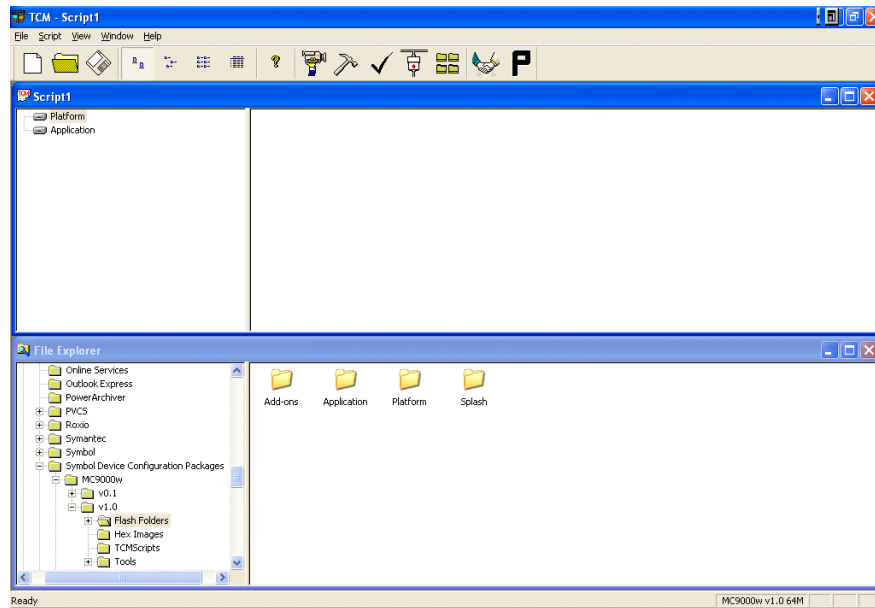 TCM - Script1
File Script View Window Help
Script1
Platform
Application
File Explorer
Online Services
Outlook Express
PowerArchiver
PVCS
Roxio
Symantec
Symbol
Symbol Device Configuration Packages
MC9000w
v0.1
v1.0
Flash Folders
Hex Images
TCMScripts
Tools
Add-ons Application Platform Splash
Ready MC9000w v1.0 64M